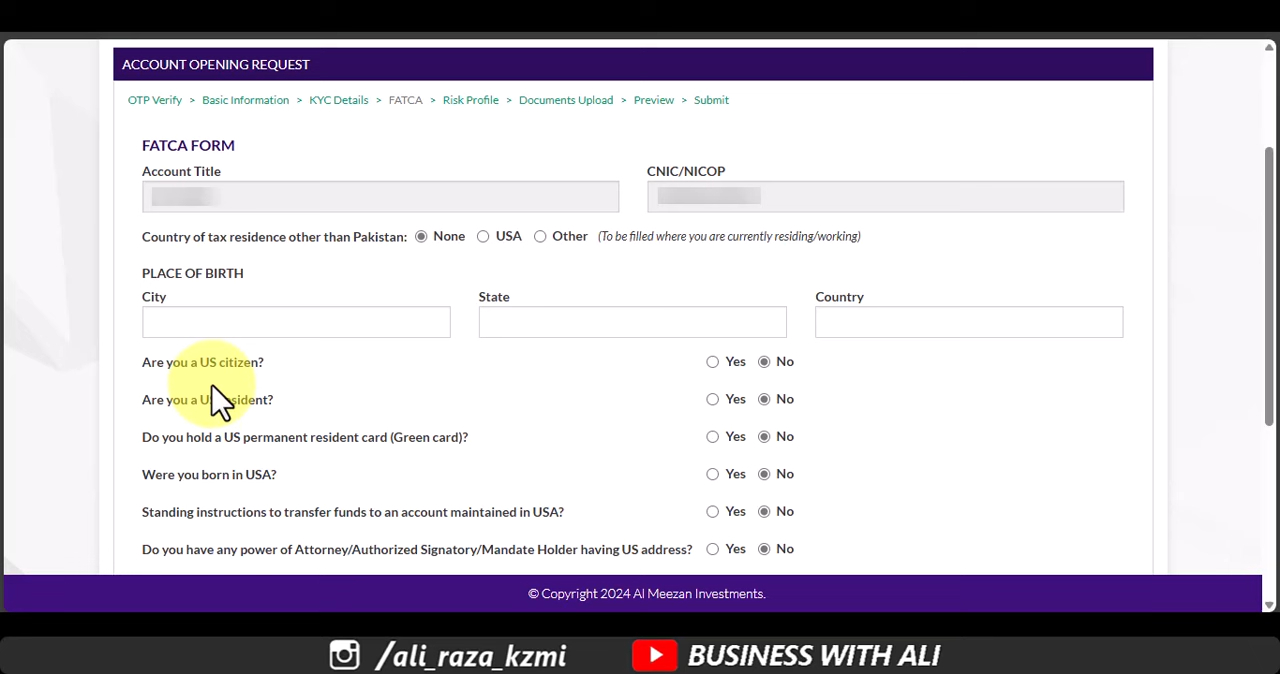 ACCOUNT OPENING REQUEST
OTP Verify > Basic Information > KYC Details > FATCA > Risk Profile > Documents Upload > Preview > Submit
FATCA FORM
Account Title CNIC/NICOP
Country of tax residence other than Pakistan: None USA Other (To be filled where you are currently residing/working)
PLACE OF BIRTH
City State Country
Are you a US citizen? Yes No
Are you a US resident? Yes No
Do you hold a US permanent resident card (Green card)? Yes No
Were you born in USA? Yes No
Standing instructions to transfer funds to an account maintained in USA? Yes No
Do you have any power of Attorney/Authorized Signatory/Mandate Holder having US address? Yes No
© Copyright 2024 Al Meezan Investments.
/ali_raza_kzmi BUSINESS WITH ALI